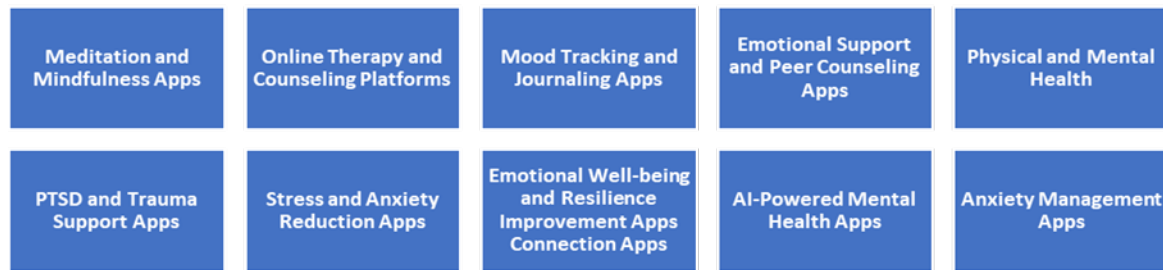 Meditation and
Mindfulness Apps
Online Therapy and
Counseling Platforms
Mood Tracking and
Journaling Apps
Emotional Support
and Peer Counseling
Apps
Physical and Mental
Health
PTSD and Trauma
Support Apps
Stress and Anxiety
Reduction Apps
Emotional Well-being
and Resilience
Improvement Apps
Connection Apps
AI-Powered Mental
Health Apps
Anxiety Management
Apps